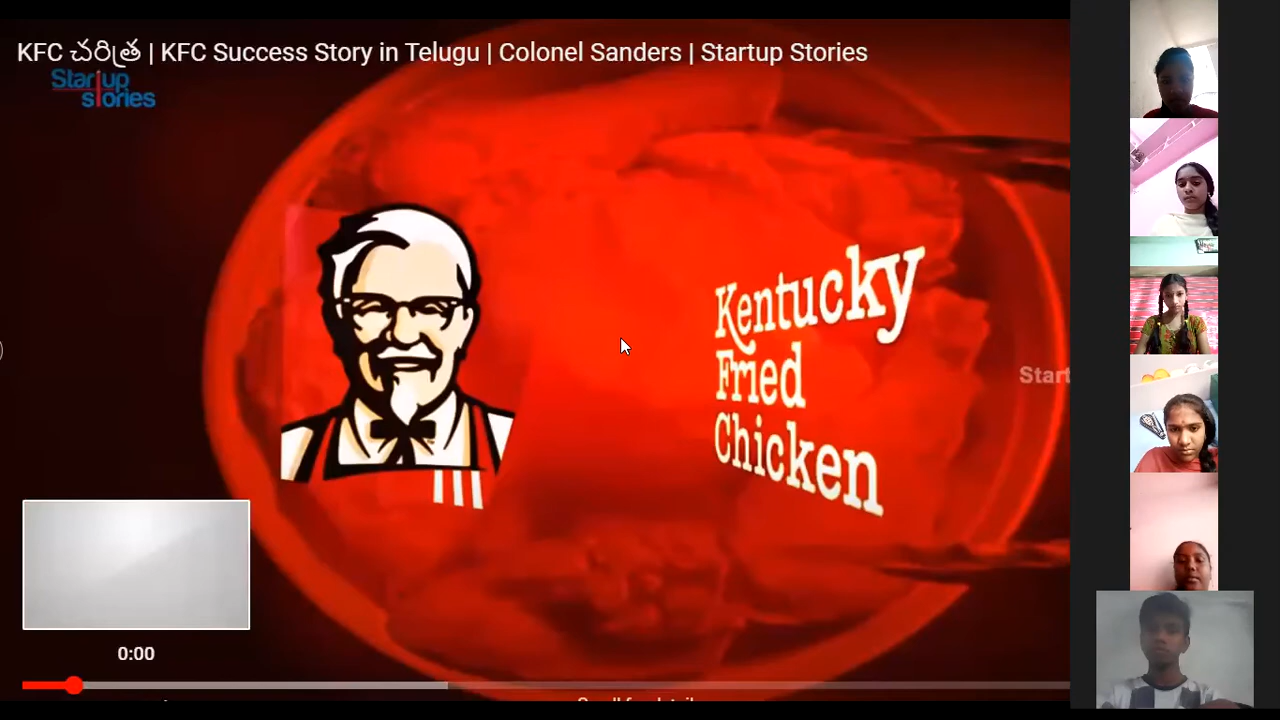 KFC చరిత్ర | KFC Success Story in Telugu | Colonel Sanders | Startup Stories
Startup
stories
Kentucky
Fried
Chicken
Start
0:00